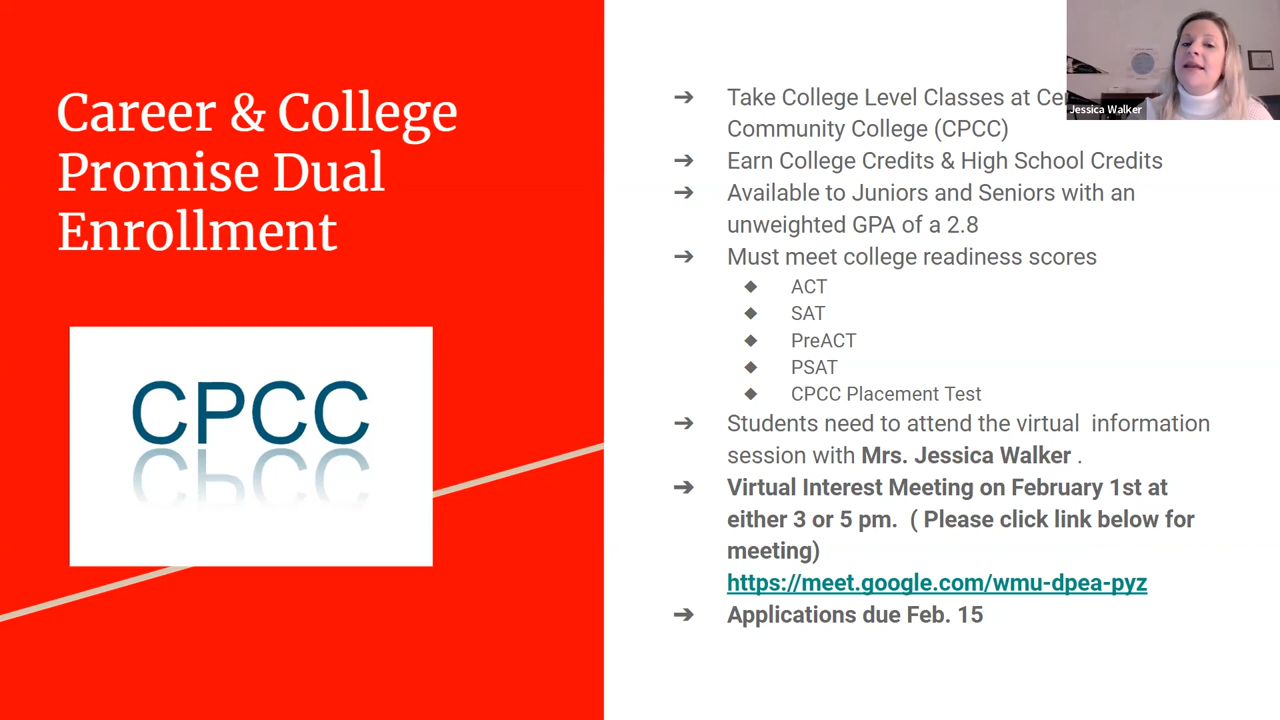 Career & College
Promise Dual
Enrollment
CPCC
➔ Take College Level Classes at
Community College (CPCC)
➔ Earn College Credits & High School Credits
➔ Available to Juniors and Seniors with an
unweighted GPA of a 2.8
➔ Must meet college readiness scores
◆ ACT
◆ SAT
◆ PreACT
◆ PSAT
◆ CPCC Placement Test
➔ Students need to attend the virtual information
session with Mrs. Jessica Walker .
➔ Virtual Interest Meeting on February 1st at
either 3 or 5 pm. ( Please click link below for
meeting)
https://meet.google.com/wmu-dpea-pyz
➔ Applications due Feb. 15
Jessica Walker